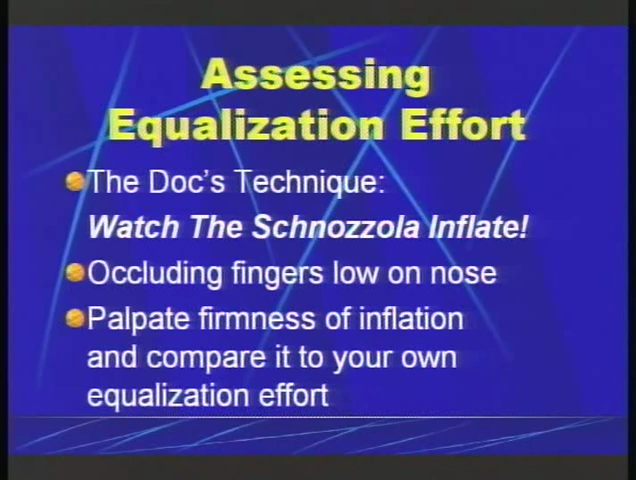 Assessing
Equalization Effort
The Doc's Technique:
Watch The Schnozzola Inflate!
Occluding fingers low on nose
Palpate firmness of inflation
and compare it to your own
equalization effort